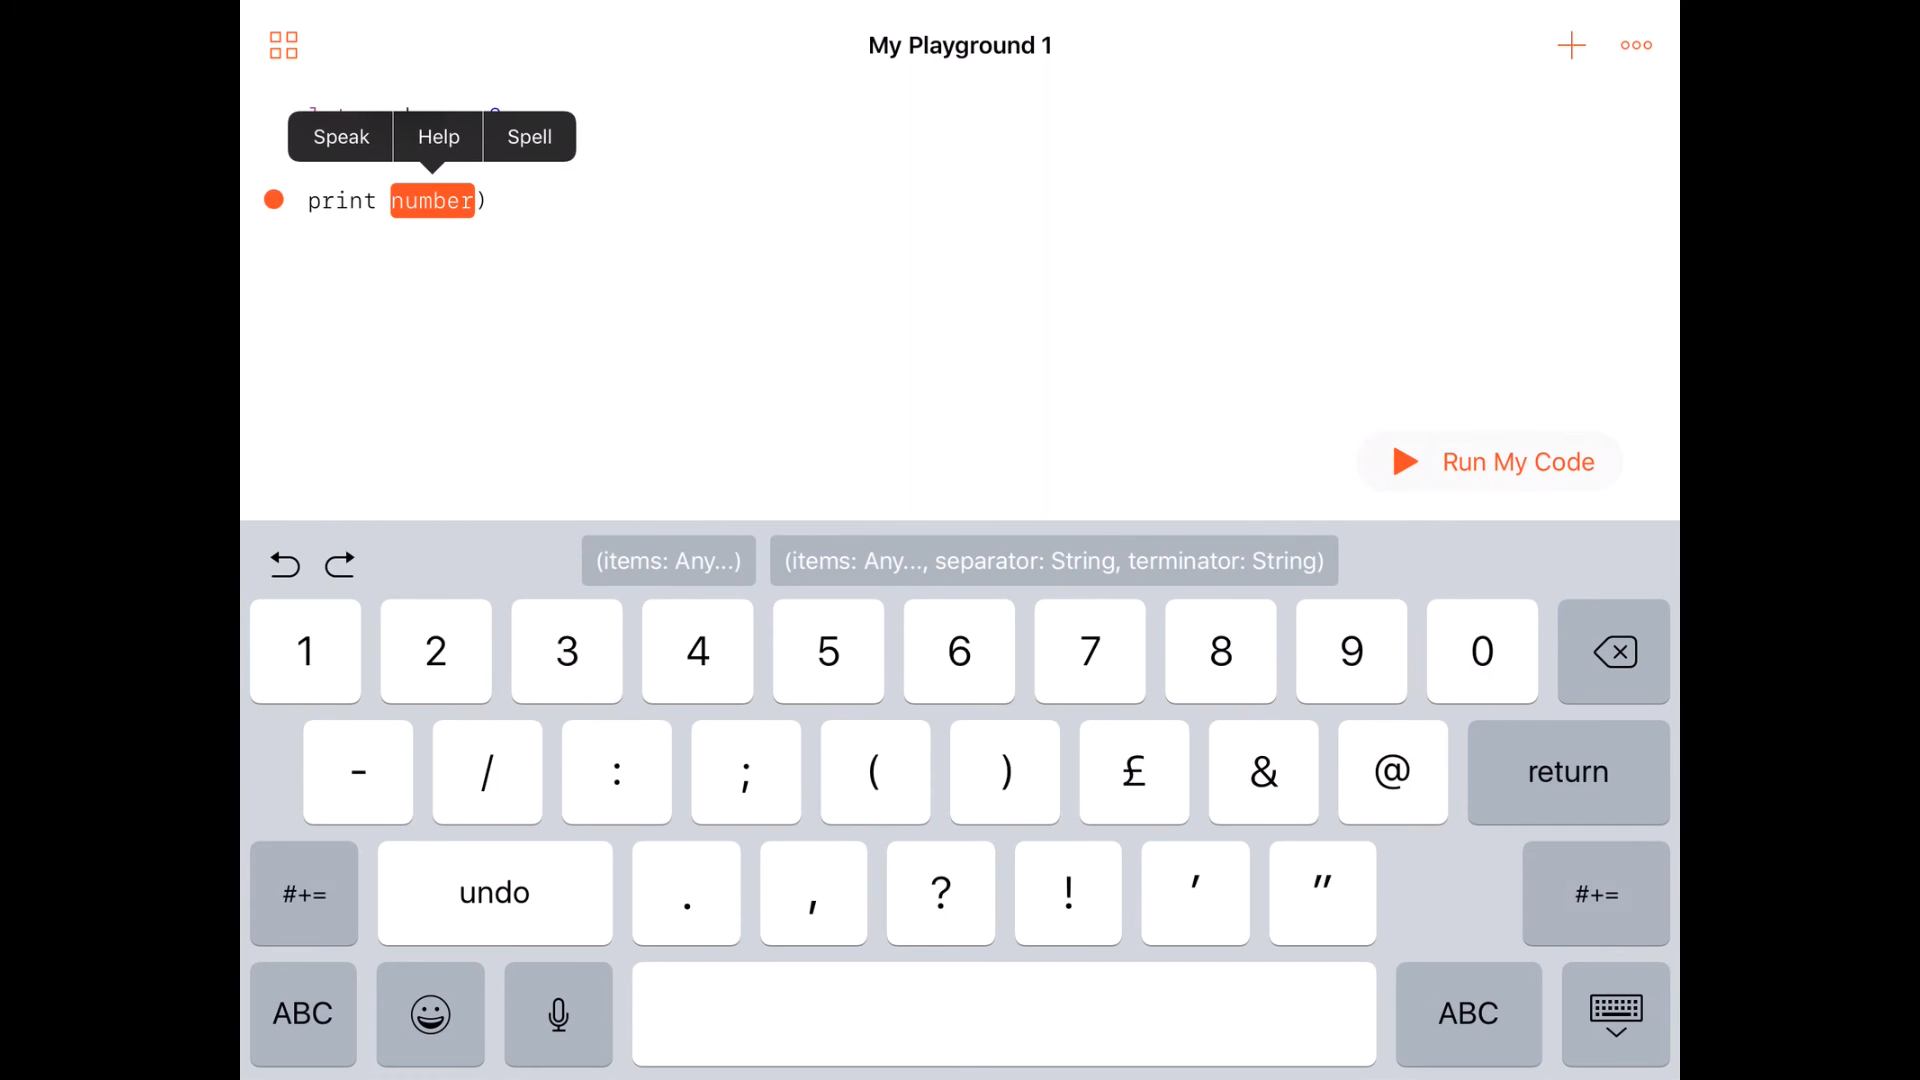 My Playground 1
Speak Help Spell
print number)
Run My Code
(items: Any...) (items: Any..., separator: String, terminator: String)
1 2 3 4 5 6 7 8 9 0
- / : ; ( ) £ & @ return
#+= undo . , ? ! ' " #+=
ABC ABC